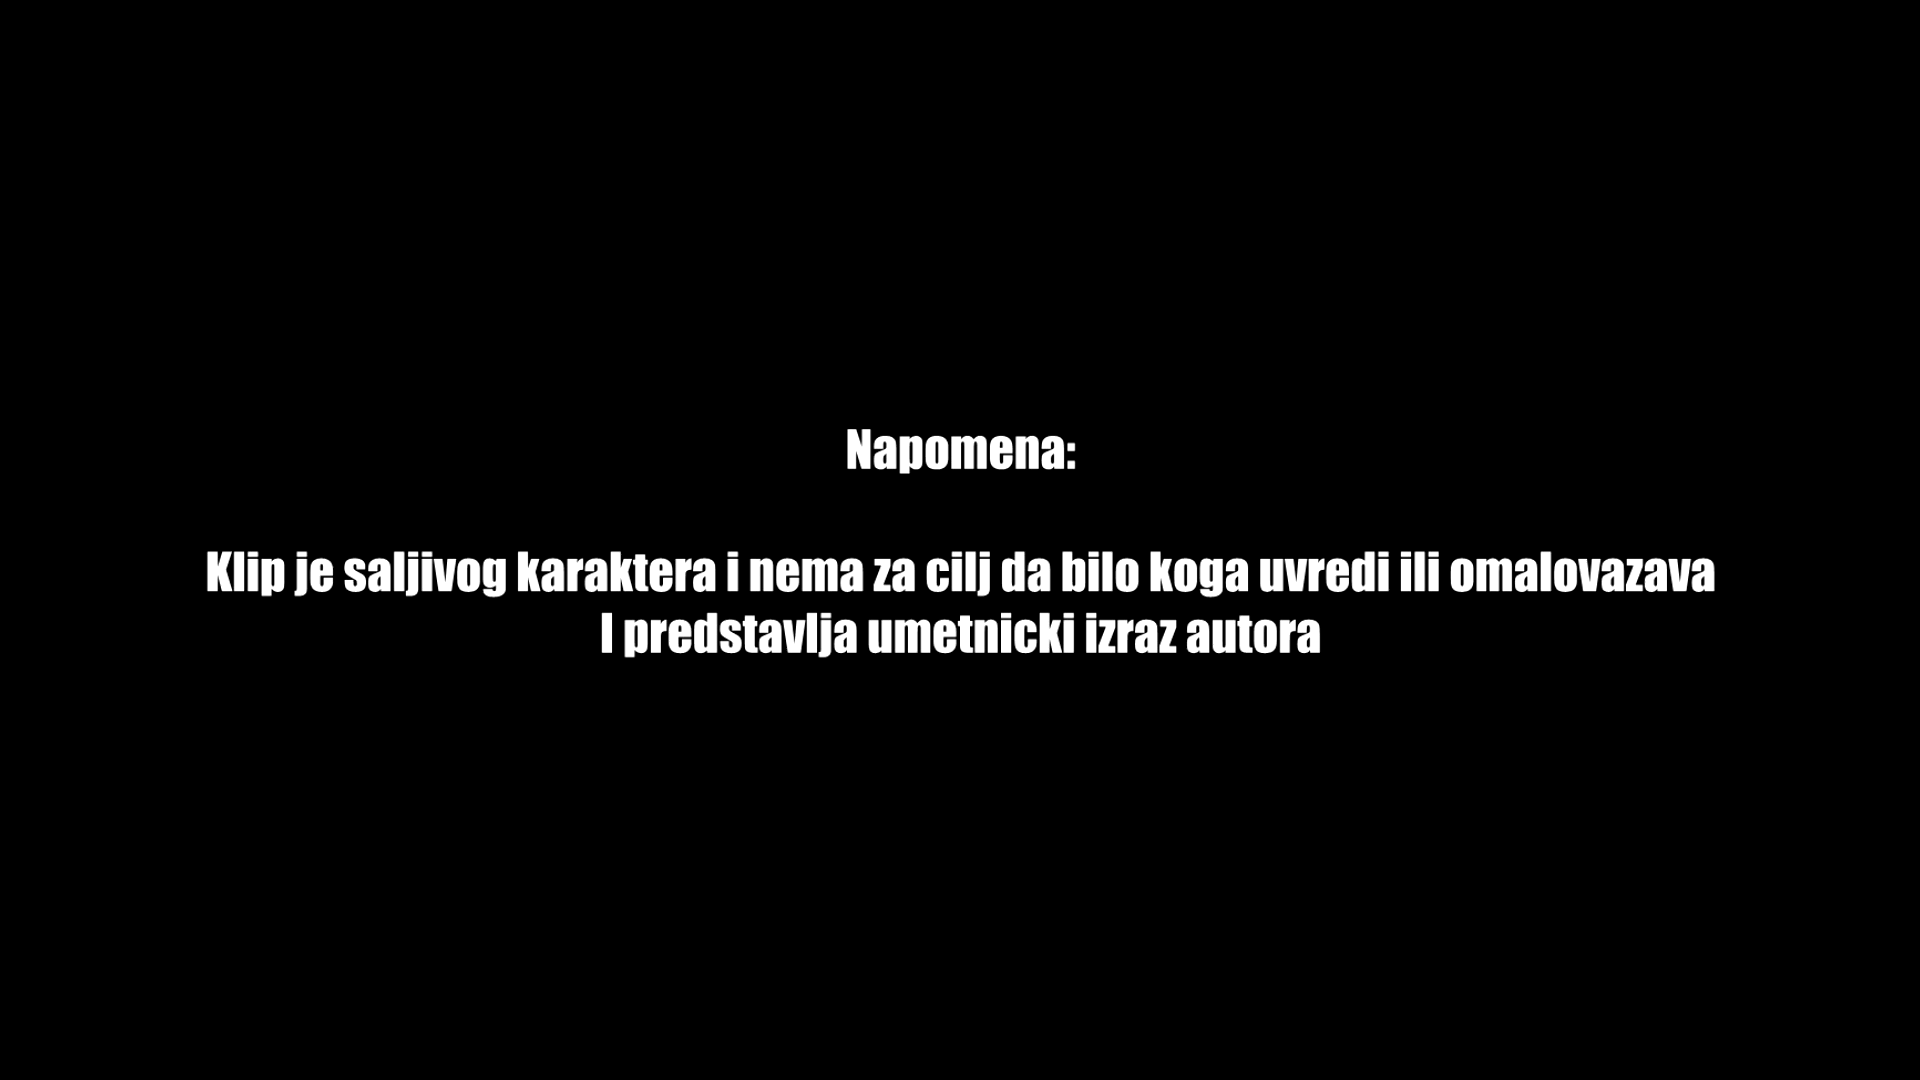 Napomena:
Klip je saljivog karaktera i nema za cilj da bilo koga uvredi ili omalovazava
I predstavlja umetnicki izraz autora